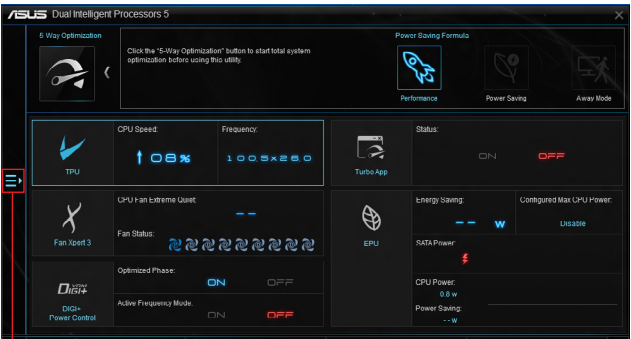 ASUS Dual Intelligent Processors 5
5 Way Optimization
Click the "5-Way Optimization" button to start total system
optimization before using this utility.
Power Saving Formula
Performance
Power Saving
Away Mode
TPU
CPU Speed:
08%
Frequency:
100.5x26.0
Turbo App
Status:
ON OFF
Fan Xpert 3
CPU Fan Extreme Quiet:
--
Fan Status:
EPU
Energy Saving:
-- w
Configured Max CPU Power:
Disable
SATA Power:
CPU Power:
0.8 w
Power Saving:
-- w
DIGI+ VRM
DIGI+
Power Control
Optimized Phase:
ON OFF
Active Frequency Mode:
ON OFF